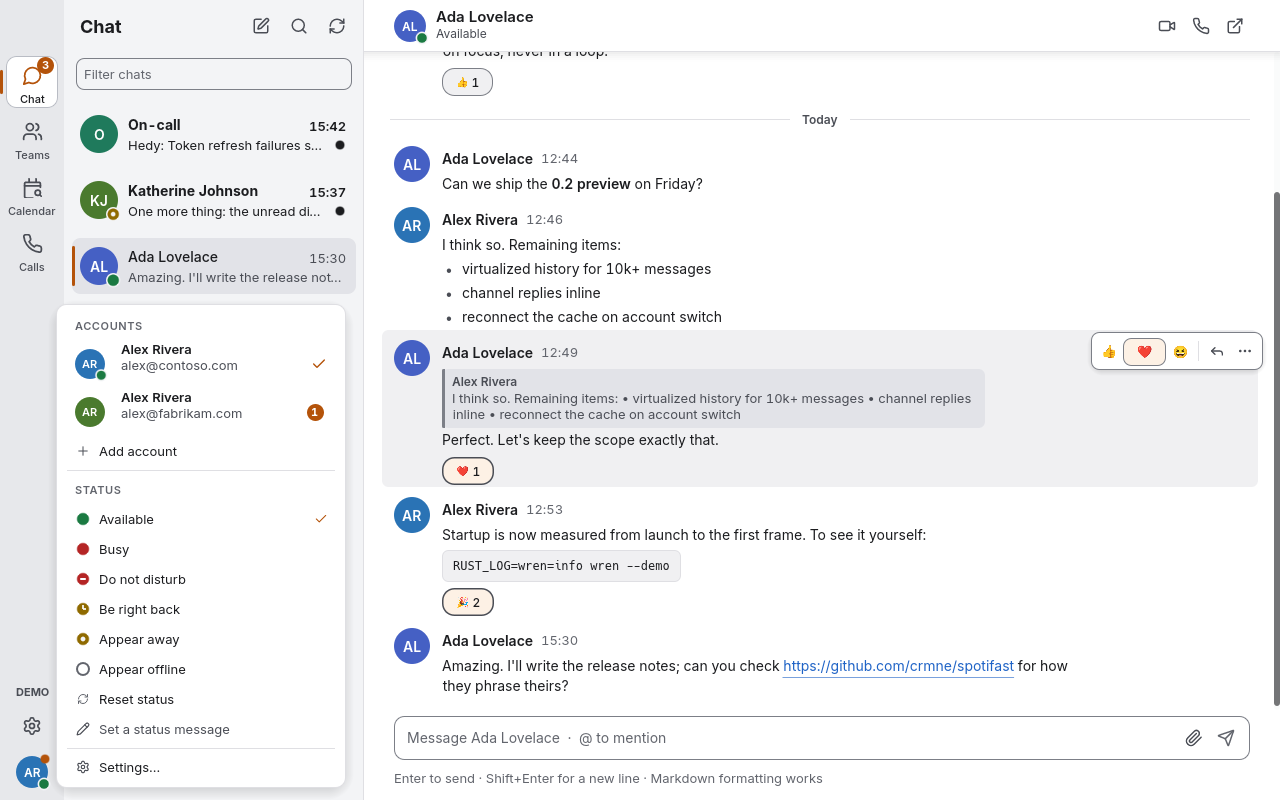 3
Chat
Teams
Calendar
Calls
DEMO
AR
Chat
Filter chats
O
On-call
15:42
Hedy: Token refresh failures s...
KJ
Katherine Johnson
15:37
One more thing: the unread di...
AL
Ada Lovelace
15:30
Amazing. I'll write the release not...
ACCOUNTS
AR
Alex Rivera
alex@contoso.com
AR
Alex Rivera
alex@fabrikam.com
1
Add account
STATUS
Available
Busy
Do not disturb
Be right back
Appear away
Appear offline
Reset status
Set a status message
Settings...
AL
Ada Lovelace
Available
on focus, never in a loop.
👍 1
Today
AL
Ada Lovelace 12:44
Can we ship the 0.2 preview on Friday?
AR
Alex Rivera 12:46
I think so. Remaining items:
• virtualized history for 10k+ messages
• channel replies inline
• reconnect the cache on account switch
AL
Ada Lovelace 12:49
👍 ❤️ 😆
Alex Rivera
I think so. Remaining items: • virtualized history for 10k+ messages • channel replies
inline • reconnect the cache on account switch
Perfect. Let's keep the scope exactly that.
❤️ 1
AR
Alex Rivera 12:53
Startup is now measured from launch to the first frame. To see it yourself:
RUST_LOG=wren=info wren --demo
🎉 2
AL
Ada Lovelace 15:30
Amazing. I'll write the release notes; can you check https://github.com/crmne/spotifast for how
they phrase theirs?
Message Ada Lovelace · @ to mention
Enter to send · Shift+Enter for a new line · Markdown formatting works